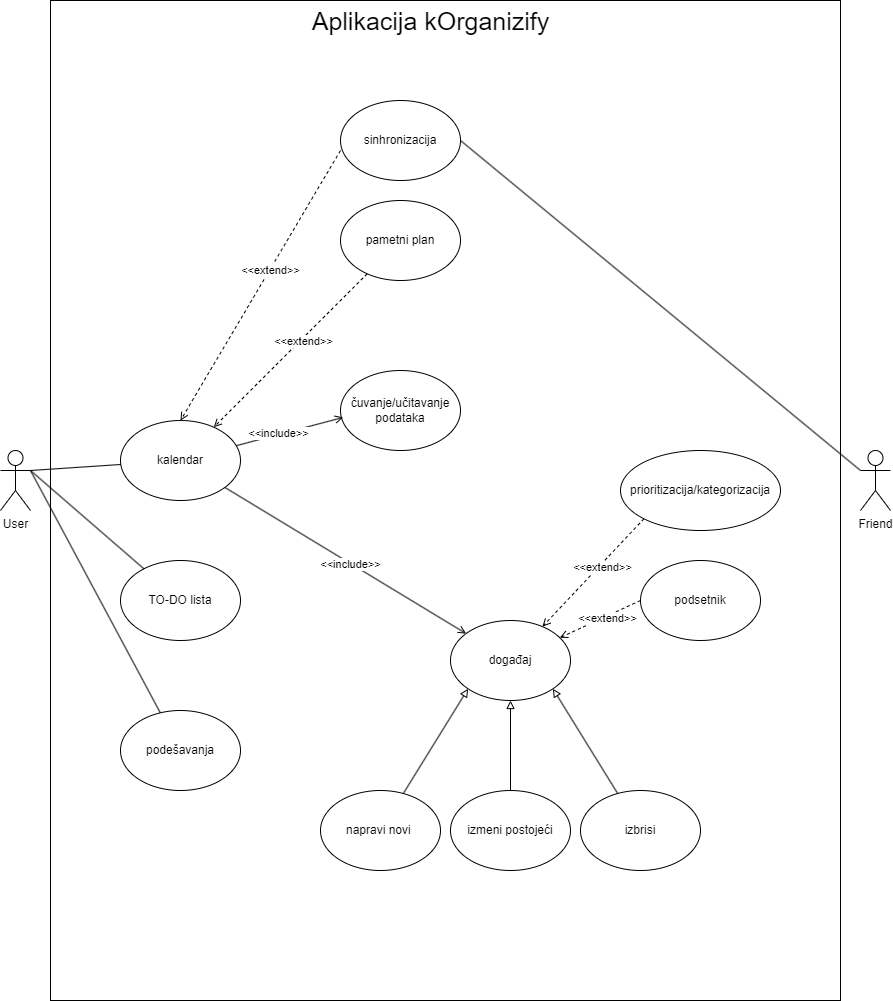 Aplikacija kOrganizify
sinhronizacija
pametni plan
<<extend>>
<<extend>>
čuvanje/učitavanje
podataka
<<include>>
kalendar
User
prioritizacija/kategorizacija
Friend
<<include>>
<<extend>>
TO-DO lista
podsetnik
<<extend>>
događaj
podešavanja
napravi novi
izmeni postojeći
izbrisi